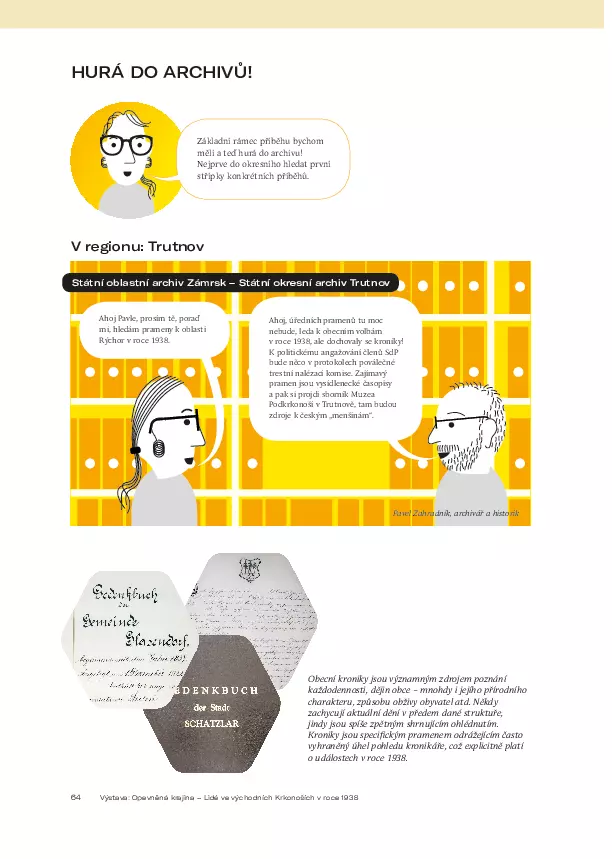 HURÁ DO ARCHIVŮ!
Základní rámec příběhu bychom
měli a teď hurá do archivu!
Nejprve do okresního hledat první
střípky konkrétních příběhů.
V regionu: Trutnov
Státní oblastní archiv Zámrsk – Státní okresní archiv Trutnov
Ahoj Pavle, prosím tě, poraď
mi, hledám prameny k oblasti
Rýchor v roce 1938.
Ahoj, úředních pramenů tu moc
nebude, leda k obecním volbám
v roce 1938, ale dochovaly se kroniky!
K politickému angažování členů SdP
bude něco v protokolech poválečné
trestní nalézací komise. Zajímavý
pramen jsou vysídlenecké časopisy
a pak si projdi sborník Muzea
Podkrkonoší v Trutnově, tam budou
zdroje k českým „menšinám“.
Pavel Zahradník, archivář a historik
Gedenkbuch
der
Gemeinde
Glasendorf.
EDENKBUCH
der Stadt
SCHATZLAR
Obecní kroniky jsou významným zdrojem poznání
každodennosti, dějin obce – mnohdy i jejího přírodního
charakteru, způsobu obživy obyvatel atd. Někdy
zachycují aktuální dění v předem dané struktuře,
jindy jsou spíše zpětným shrnujícím ohlédnutím.
Kroniky jsou specifickým pramenem odrážejícím často
vyhraněný úhel pohledu kronikáře, což explicitně platí
o událostech v roce 1938.
64 Výstava: Opevněná krajina – Lidé ve východních Krkonoších v roce 1938